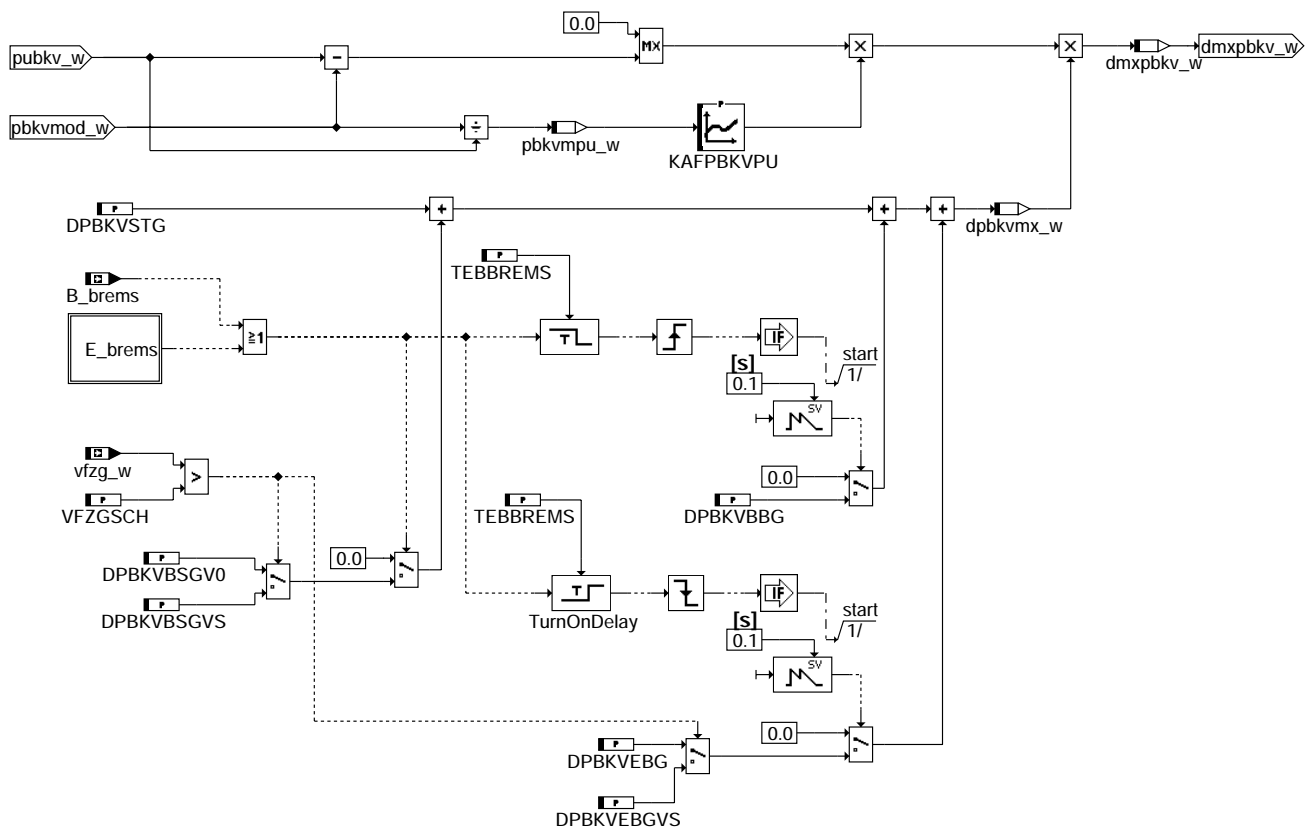 0.0
pubkv_w
-
MX
×
×
dmxpbkv_w
dmxpbkv_w
pbkvmod_w
÷
pbkvmpu_w
P
KAFPBKVPU
P
DPBKVSTG
+
+
+
dpbkvmx_w
P
TEBBREMS
B_brems
E_brems
≥1
T
IF
start
1/
[s]
0.1
SV
vfzg_w
>
P
VFZGSCH
P
TEBBREMS
0.0
P
DPBKVBBG
P
DPBKVBSGV0
0.0
P
DPBKVBSGVS
T
TurnOnDelay
IF
start
1/
[s]
0.1
SV
0.0
P
DPBKVEBG
P
DPBKVEBGVS